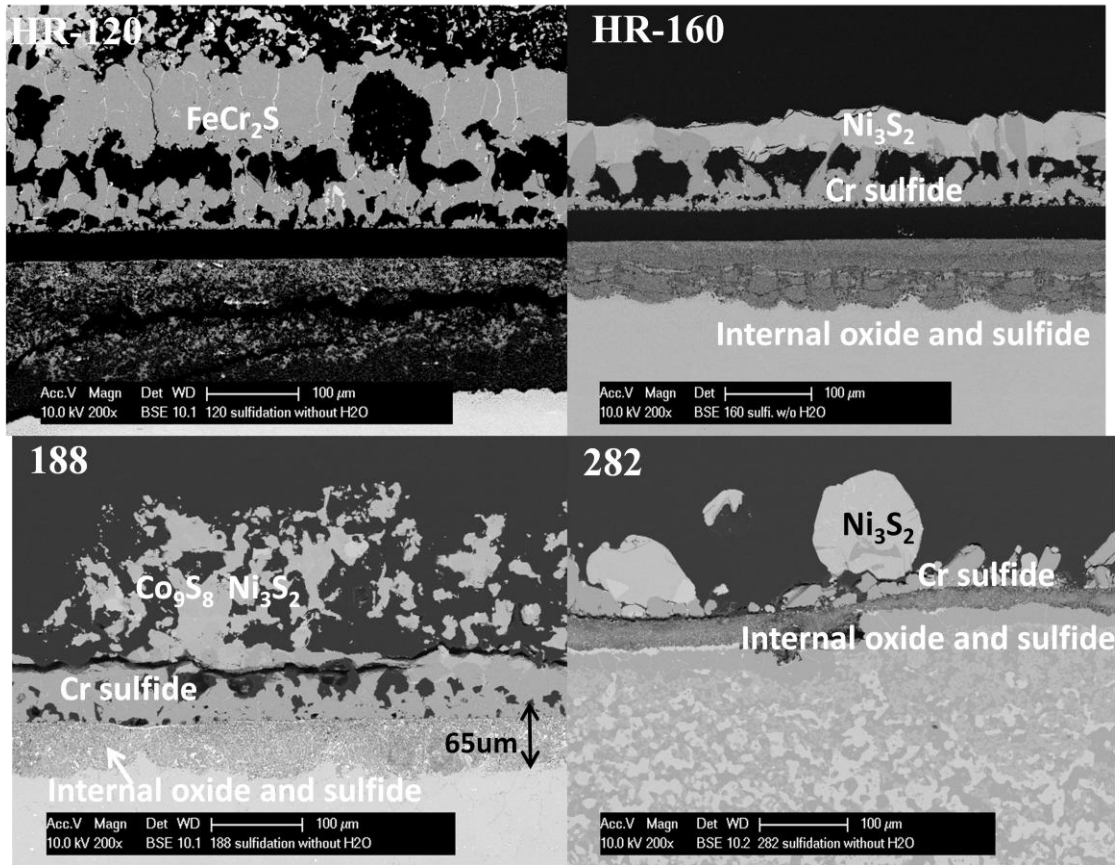 HR-120
FeCr₂S
Acc.V Magn Det WD 100 µm
10.0 kV 200x BSE 10.1 120 sulfidation without H2O
HR-160
Ni₃S₂
Cr sulfide
Internal oxide and sulfide
Acc.V Magn Det WD 100 µm
10.0 kV 200x BSE 10.0 160 sulfi. w/o H2O
188
Co₉S₈ Ni₃S₂
Cr sulfide
65um
Internal oxide and sulfide
Acc.V Magn Det WD 100 µm
10.0 kV 200x BSE 10.1 188 sulfidation without H2O
282
Ni₃S₂
Cr sulfide
Internal oxide and sulfide
Acc.V Magn Det WD 100 µm
10.0 kV 200x BSE 10.2 282 sulfidation without H2O